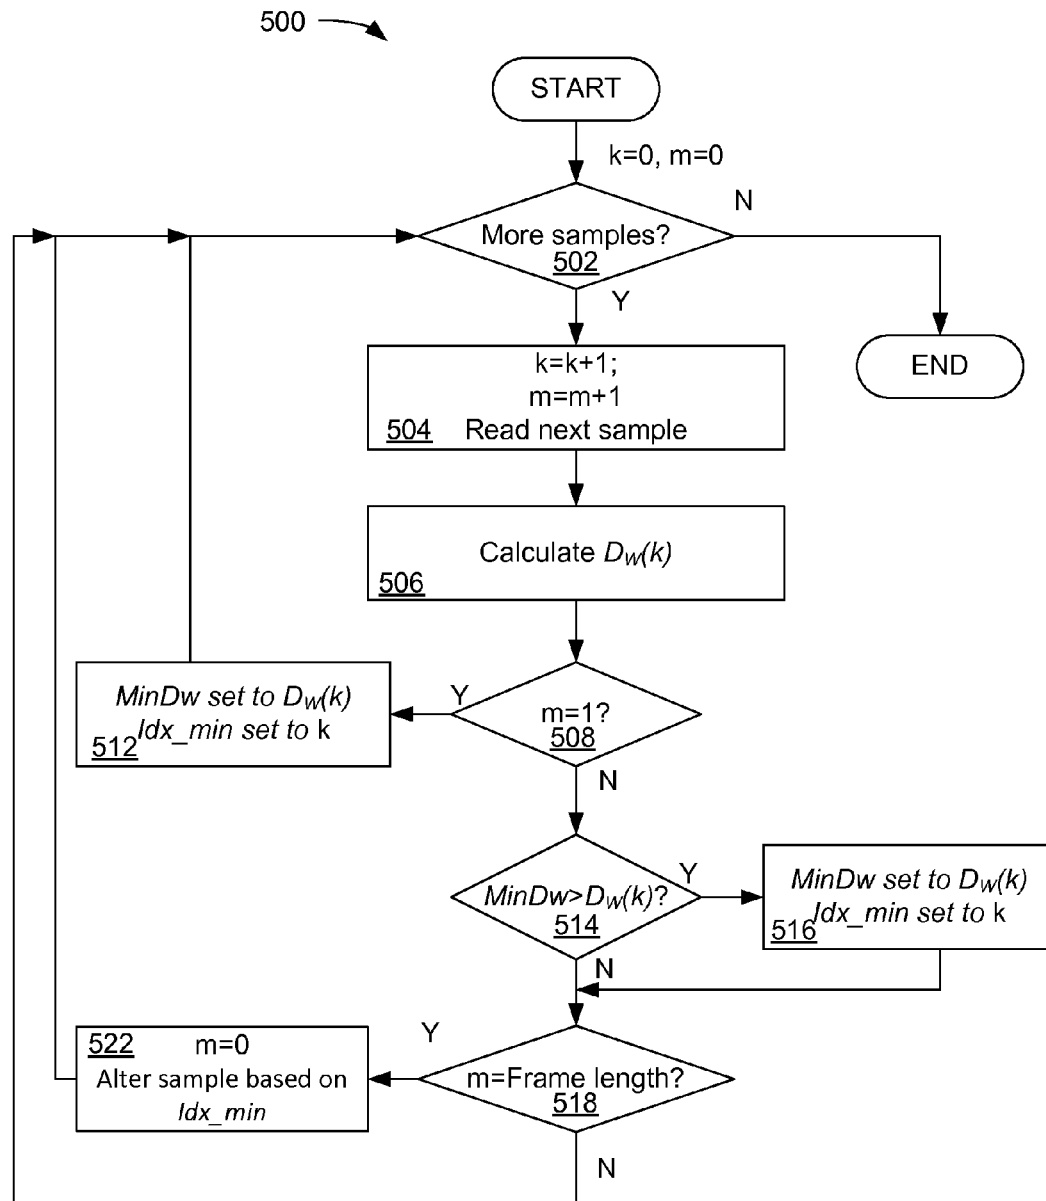 500
START
k=0, m=0
N
More samples?
502
Y
END
k=k+1;
m=m+1
504 Read next sample
Calculate DW(k)
506
MinDw set to DW(k)
Idx_min set to k
512
Y
m=1?
508
N
MinDw>DW(k)?
514
Y
MinDw set to DW(k)
Idx_min set to k
516
N
522 m=0
Alter sample based on
Idx_min
Y
m=Frame length?
518
N